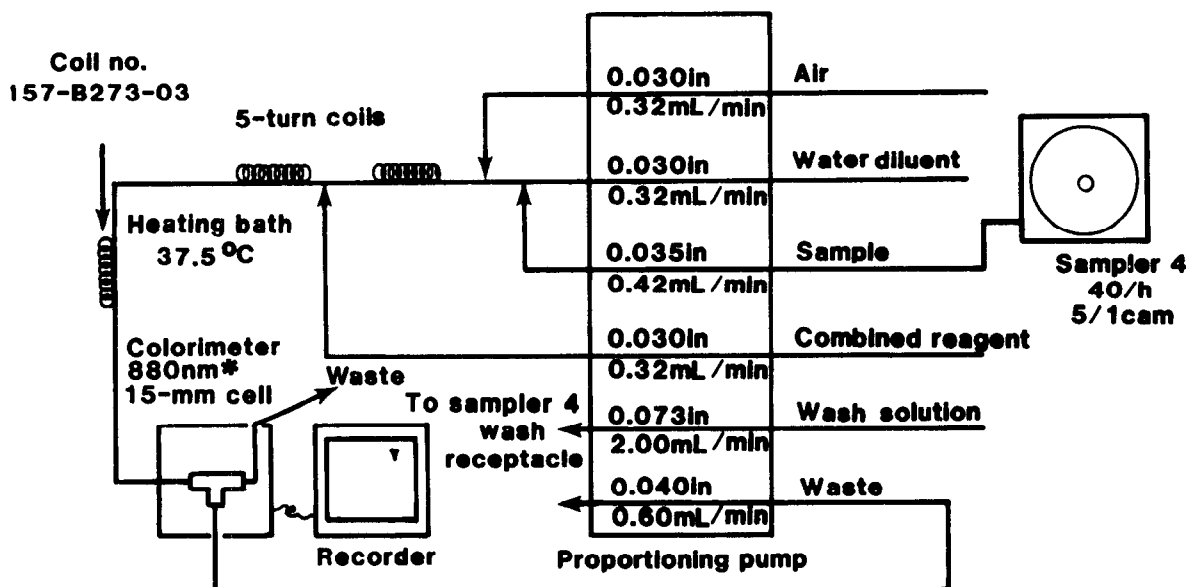 Coil no.
157-B273-03
5-turn coils
0.030in
Air
0.32mL/min
0.030in
Water diluent
0.32mL/min
Heating bath
37.5 °C
0.035in
Sample
0.42mL/min
Sampler 4
40/h
5/1cam
Colorimeter
880nm*
15-mm cell
Waste
0.030in
Combined reagent
0.32mL/min
To sampler 4
wash
receptacle
0.073in
Wash solution
2.00mL/min
0.040in
Waste
0.60mL/min
Recorder
Proportioning pump